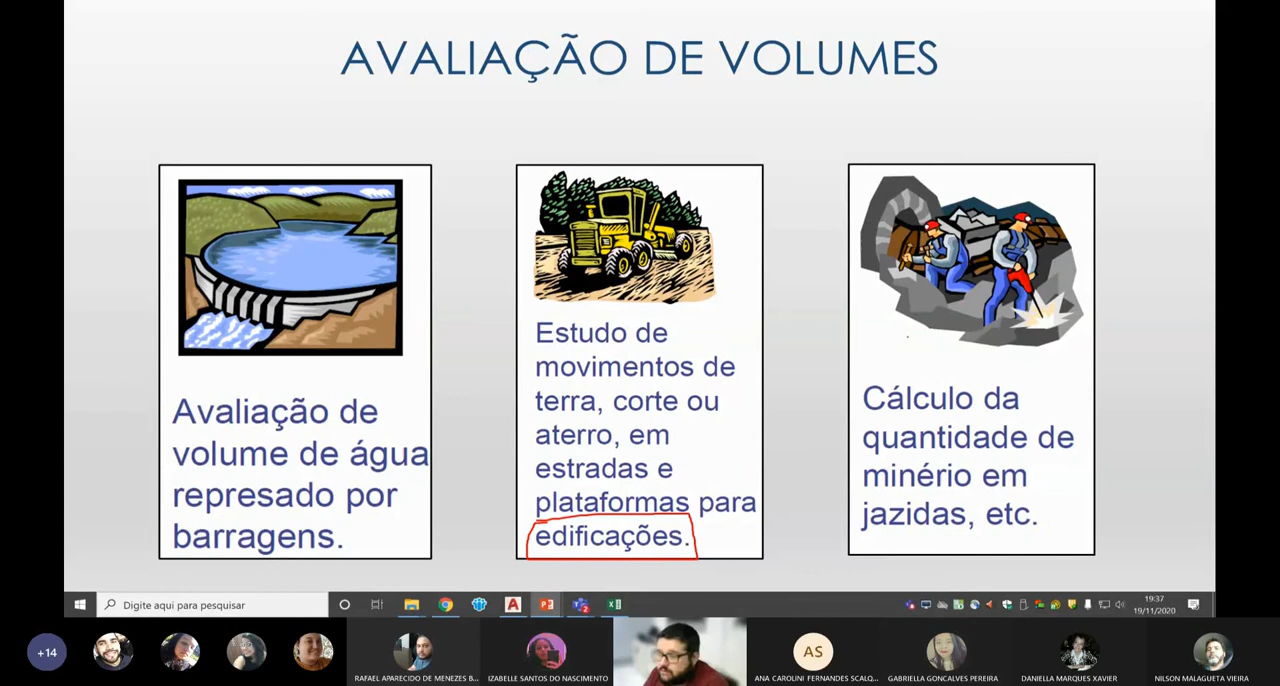 AVALIAÇÃO DE VOLUMES
Avaliação de
volume de água
represado por
barragens.
Estudo de
movimentos de
terra, corte ou
aterro, em
estradas e
plataformas para
edificações.
Cálculo da
quantidade de
minério em
jazidas, etc.
Digite aqui para pesquisar
19:37
19/11/2020
+14
AS
RAFAEL APARECIDO DE MENEZES B...
IZABELLE SANTOS DO NASCIMENTO
ANA CAROLINI FERNANDES SCALQ...
GABRIELLA GONCALVES PEREIRA
DANIELLA MARQUES XAVIER
NILSON MALAGUETA VIEIRA